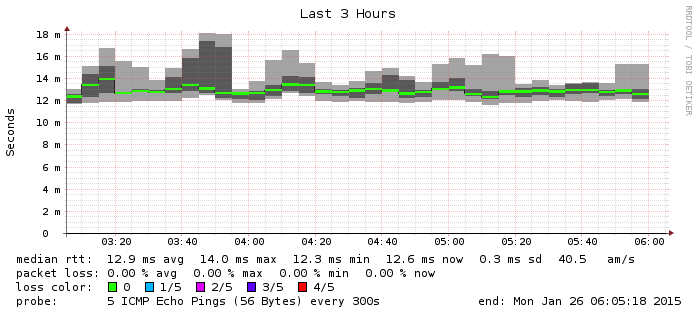 Last 3 Hours
RRDTOOL / TOBI OETIKER
Seconds
18 m
16 m
14 m
12 m
10 m
8 m
6 m
4 m
2 m
0
03:20 03:40 04:00 04:20 04:40 05:00 05:20 05:40 06:00
median rtt: 12.9 ms avg 14.0 ms max 12.3 ms min 12.6 ms now 0.3 ms sd 40.5 am/s
packet loss: 0.00 % avg 0.00 % max 0.00 % min 0.00 % now
loss color: 0 1/5 2/5 3/5 4/5
probe: 5 ICMP Echo Pings (56 Bytes) every 300s end: Mon Jan 26 06:05:18 2015